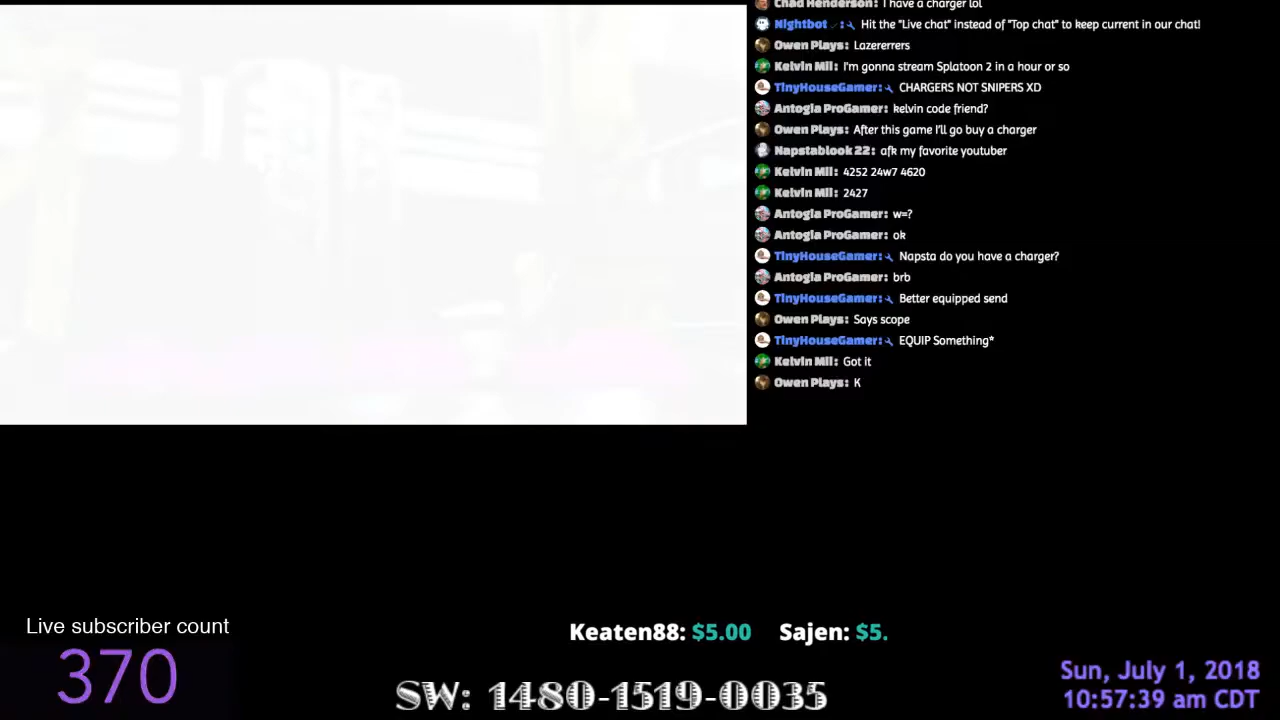 Chad Henderson: I have a charger lol
Nightbot: Hit the "Live chat" instead of "Top chat" to keep current in our chat!
Owen Plays: Lazererrers
Kelvin Mii: I'm gonna stream Splatoon 2 in a hour or so
TinyHouseGamer: CHARGERS NOT SNIPERS XD
Antogia ProGamer: kelvin code friend?
Owen Plays: After this game I'll go buy a charger
Napstablook 22: afk my favorite youtuber
Kelvin Mii: 4252 24w7 4620
Kelvin Mii: 2427
Antogia ProGamer: w=?
Antogia ProGamer: ok
TinyHouseGamer: Napsta do you have a charger?
Antogia ProGamer: brb
TinyHouseGamer: Better equipped send
Owen Plays: Says scope
TinyHouseGamer: EQUIP Something*
Kelvin Mii: Got it
Owen Plays: K
Live subscriber count
370
Keaten88: $5.00 Sajen: $5.
SW: 1480-1519-0035
Sun, July 1, 2018
10:57:39 am CDT